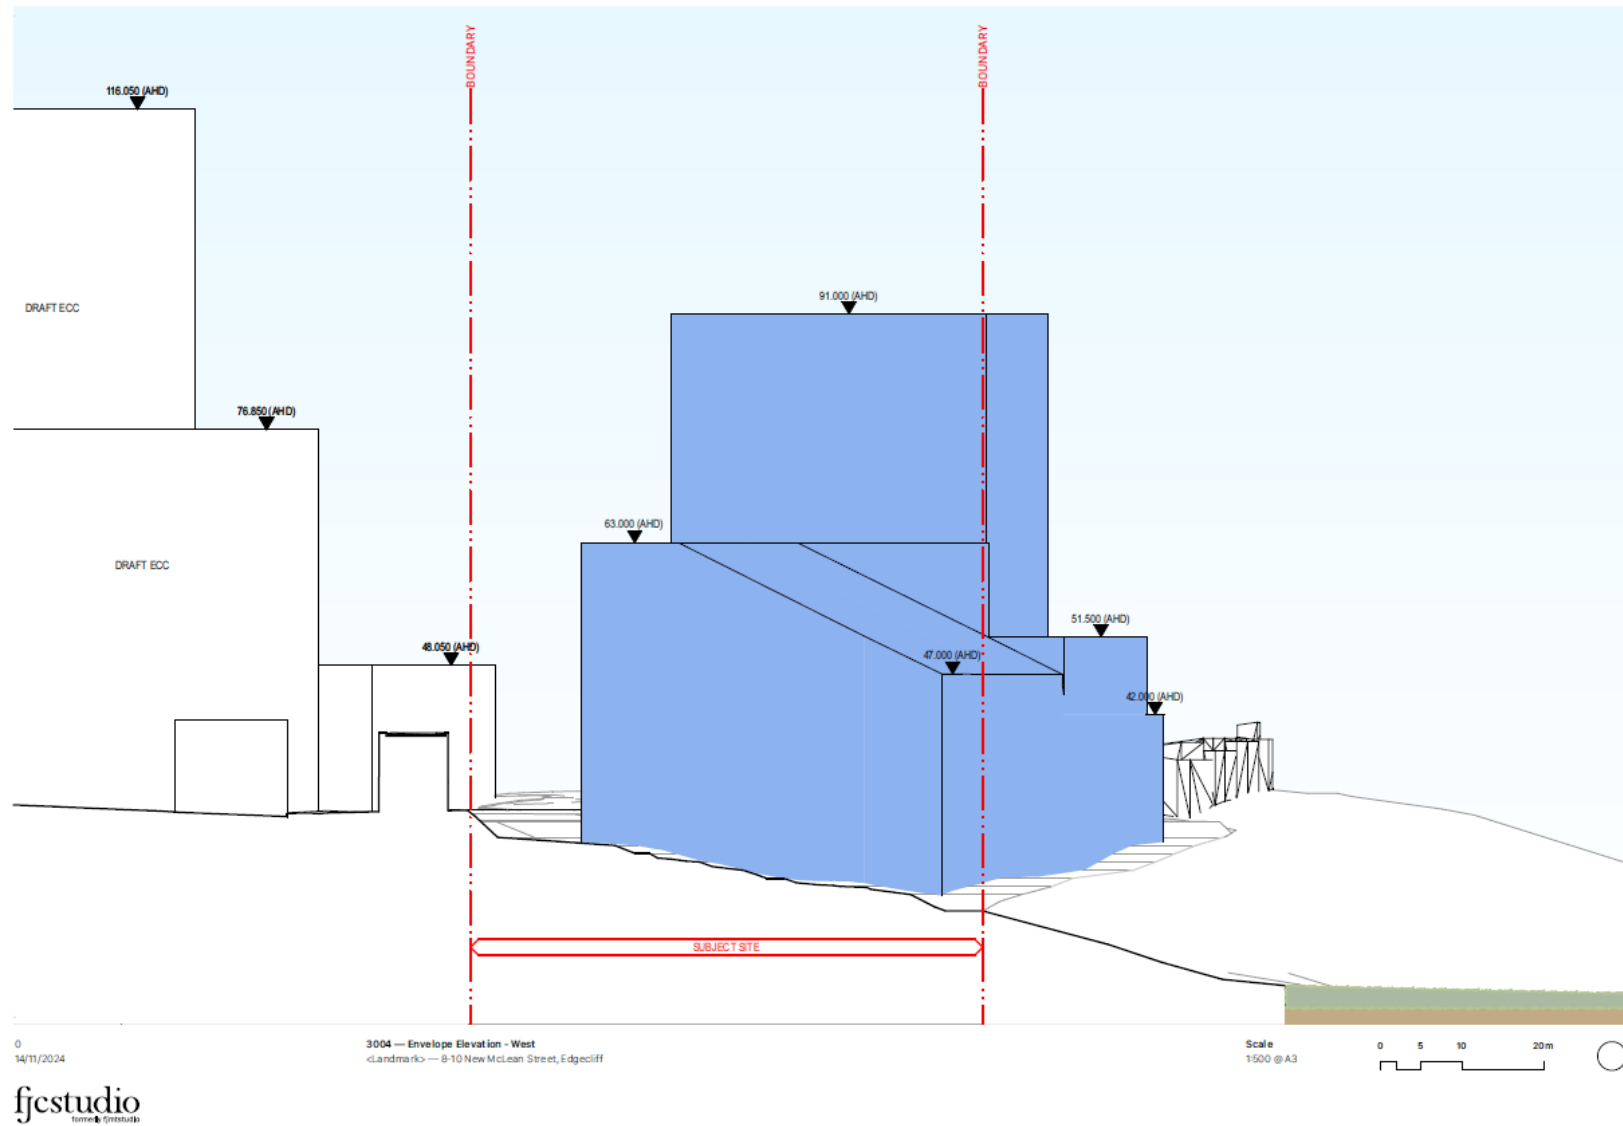 BOUNDARY
BOUNDARY
116.050 (AHD)
91.000 (AHD)
DRAFT ECC
76.850 (AHD)
63.000 (AHD)
DRAFT ECC
51.500 (AHD)
48.050 (AHD)
47.000 (AHD)
42.000 (AHD)
SUBJECT SITE
0
14/11/2024
3004 — Envelope Elevation - West
<Landmark> — 8-10 New McLean Street, Edgecliff
Scale
1:500 @ A3
0 5 10 20m
fjcstudio
formerly fjmtstudio